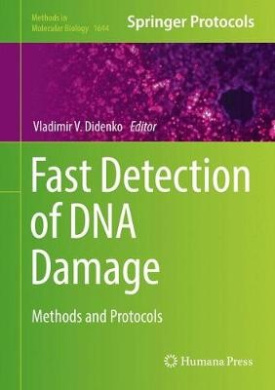 Methods in
Molecular Biology 1644
Springer Protocols
Vladimir V. Didenko Editor
Fast Detection
of DNA
Damage
Methods and Protocols
Humana Press